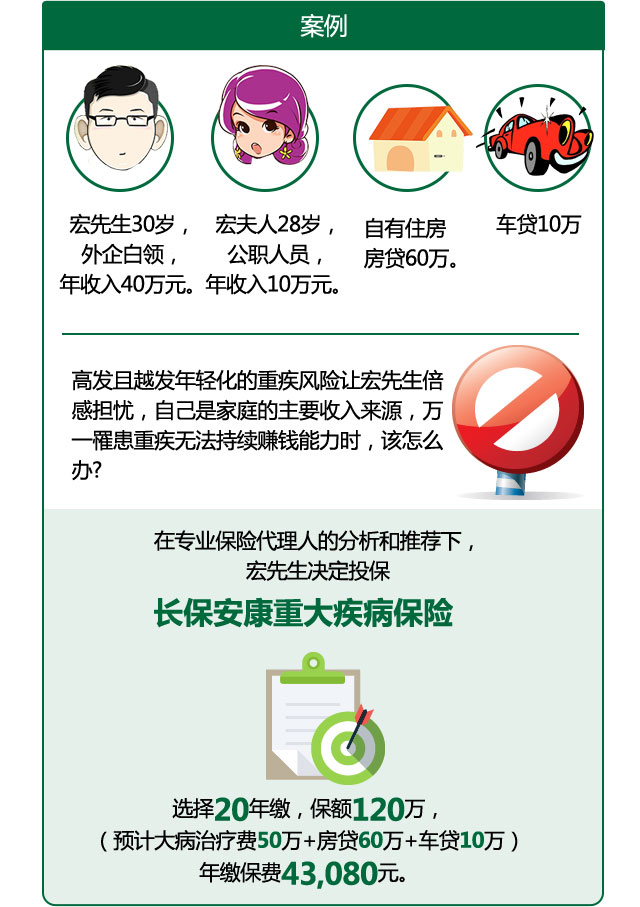 案例
宏先生30岁，
外企白领，
年收入40万元。
宏夫人28岁，
公职人员，
年收入10万元。
自有住房
房贷60万。
车贷10万
高发且越发年轻化的重疾风险让宏先生倍
感担忧，自己是家庭的主要收入来源，万
一罹患重疾无法持续赚钱能力时，该怎么
办?
在专业保险代理人的分析和推荐下，
宏先生决定投保
长保安康重大疾病保险
选择20年缴，保额120万，
（预计大病治疗费50万+房贷60万+车贷10万）
年缴保费43,080元。